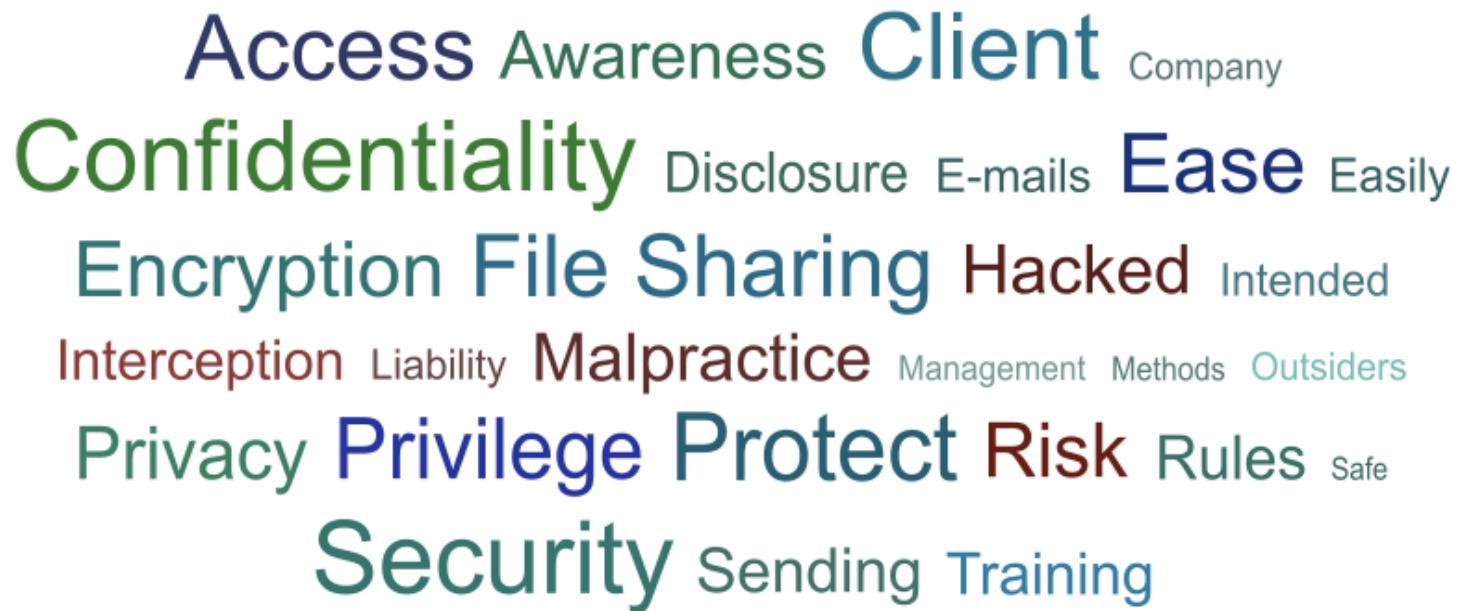 Access Awareness Client Company
Confidentiality Disclosure E-mails Ease Easily
Encryption File Sharing Hacked Intended
Interception Liability Malpractice Management Methods Outsiders
Privacy Privilege Protect Risk Rules Safe
Security Sending Training